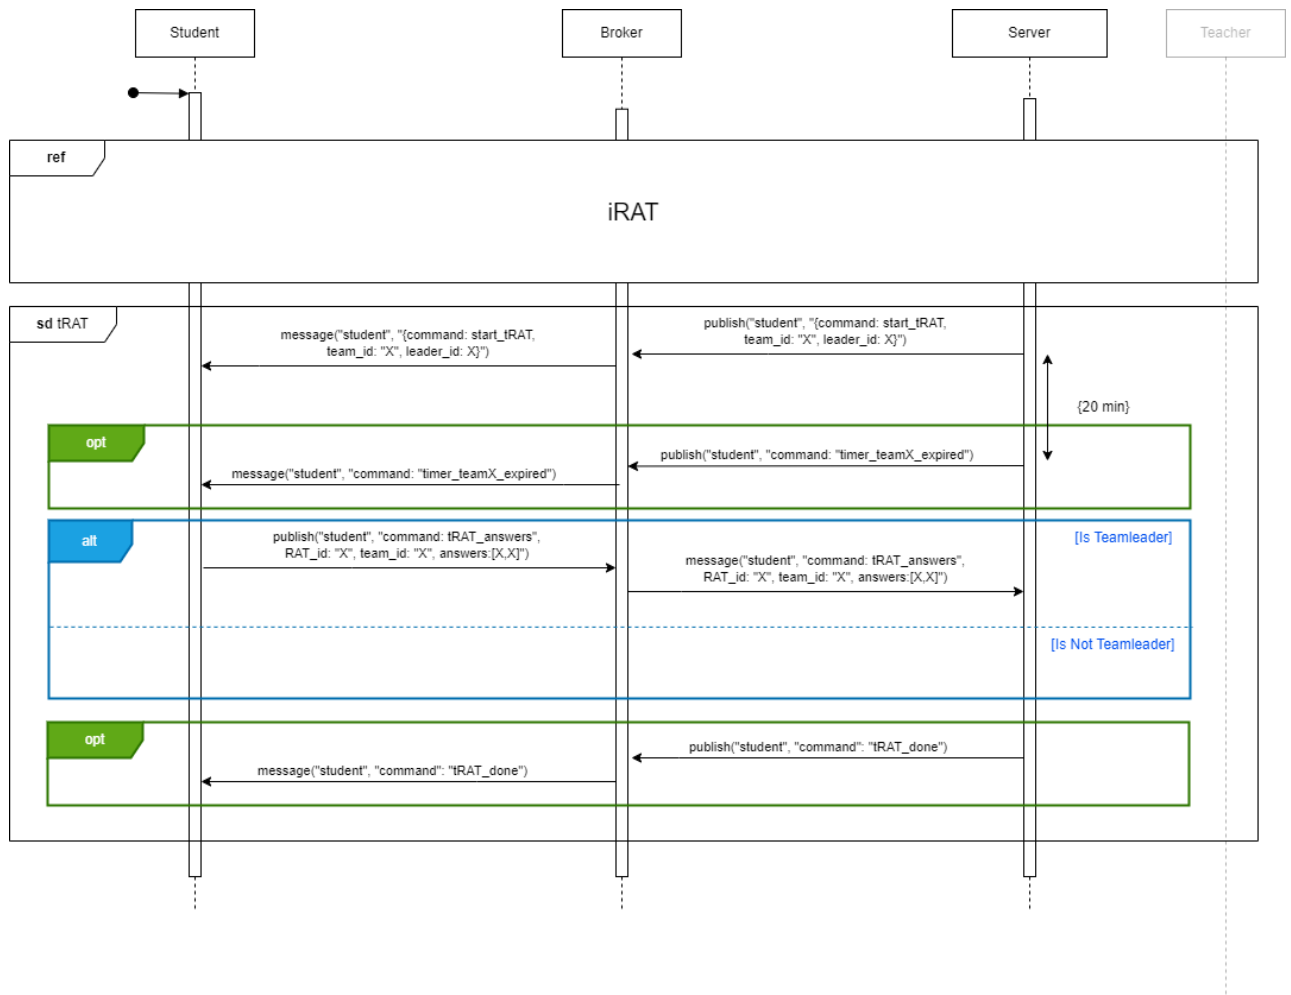 Student
Broker
Server
Teacher
ref
iRAT
sd tRAT
message("student", "{command: start_tRAT,
team_id: "X", leader_id: X}")
publish("student", "{command: start_tRAT,
team_id: "X", leader_id: X}")
{20 min}
opt
publish("student", "command: "timer_teamX_expired")
message("student", "command: "timer_teamX_expired")
alt
publish("student", "command: tRAT_answers",
RAT_id: "X", team_id: "X", answers:[X,X]")
[Is Teamleader]
message("student", "command: tRAT_answers",
RAT_id: "X", team_id: "X", answers:[X,X]")
[Is Not Teamleader]
opt
publish("student", "command": "tRAT_done")
message("student", "command": "tRAT_done")